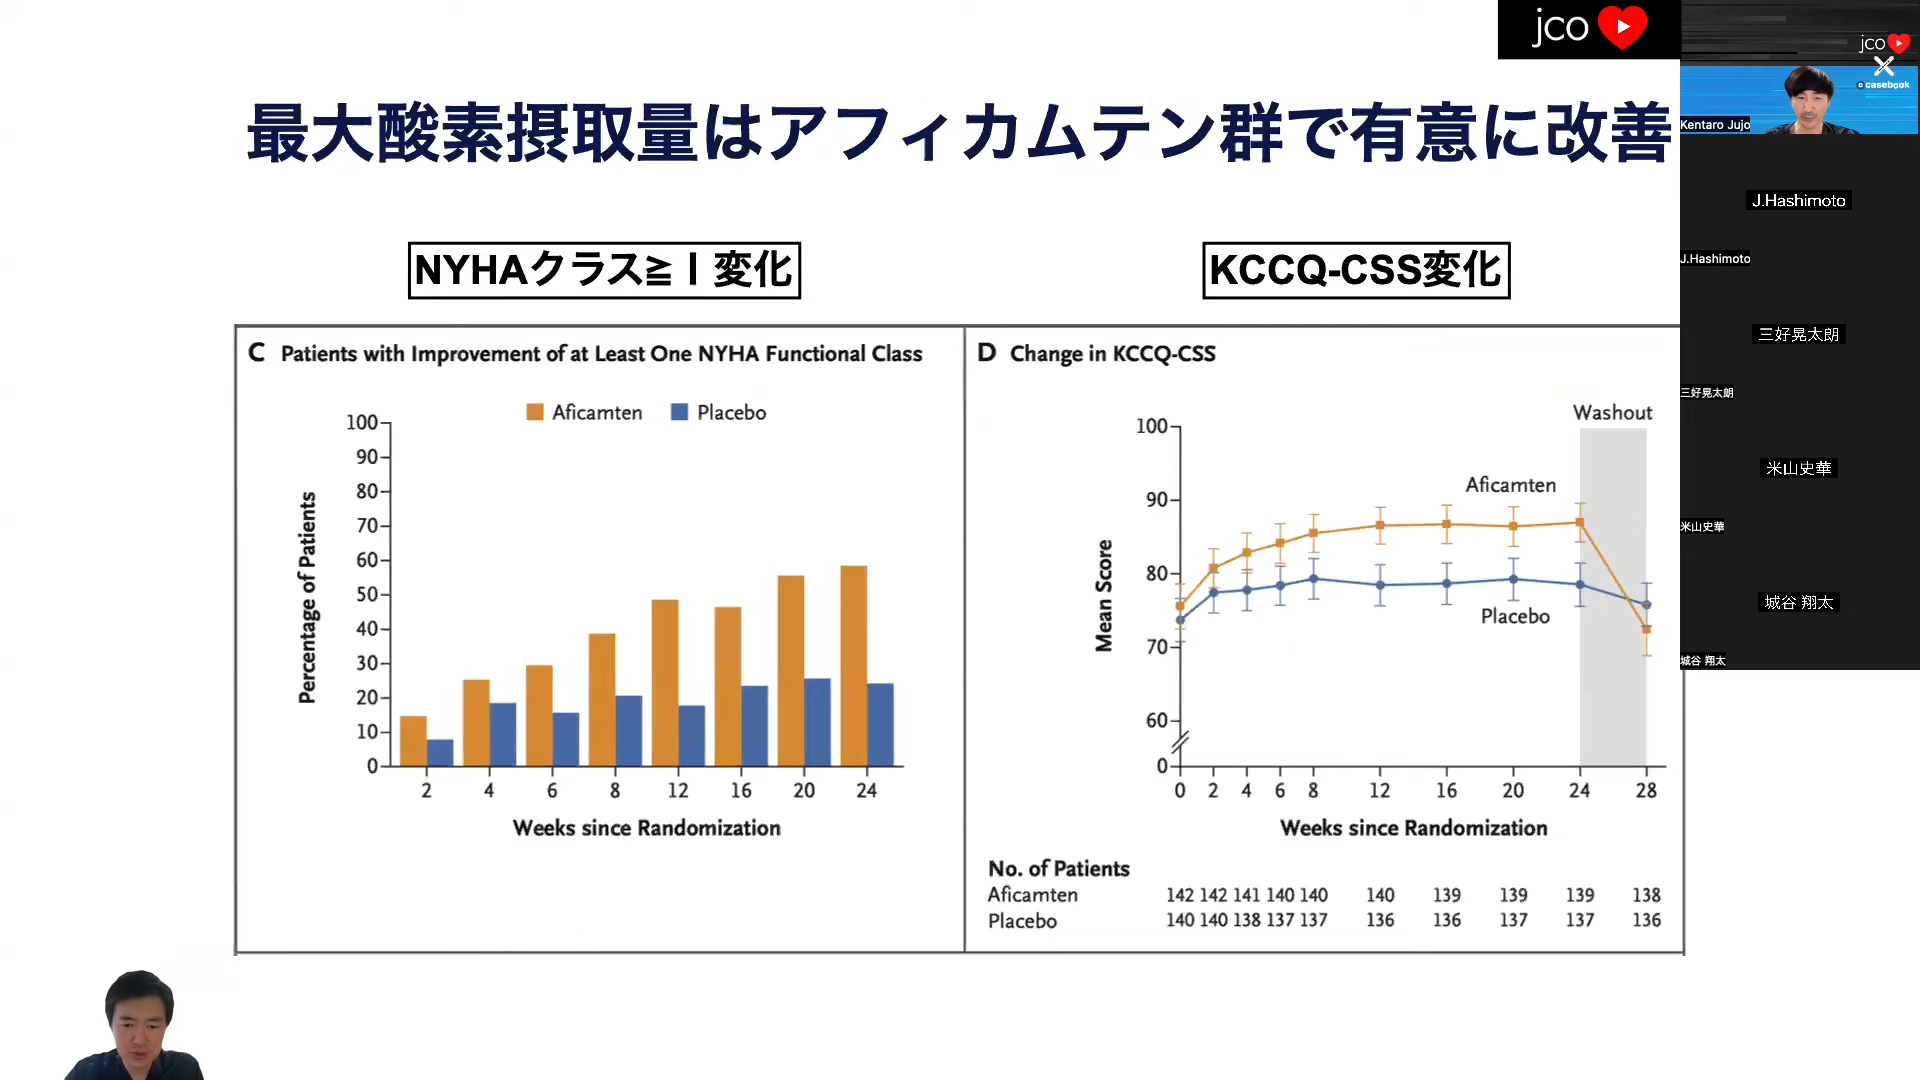 jco
jco
e casebook
Kentaro Jujo
最大酸素摂取量はアフィカムテン群で有意に改善
J.Hashimoto
J.Hashimoto
三好晃太朗
三好晃太朗
米山史華
米山史華
城谷 翔太
城谷 翔太
NYHAクラス≧Ⅰ変化
KCCQ-CSS変化
C Patients with Improvement of at Least One NYHA Functional Class
Aficamten Placebo
Percentage of Patients
100
90
80
70
60
50
40
30
20
10
0
2 4 6 8 12 16 20 24
Weeks since Randomization
D Change in KCCQ-CSS
Washout
Aficamten
Placebo
Mean Score
100
90
80
70
60
0
0 2 4 6 8 12 16 20 24 28
Weeks since Randomization
No. of Patients
Aficamten 142 142 141 140 140 140 139 139 139 138
Placebo 140 140 138 137 137 136 136 137 137 136